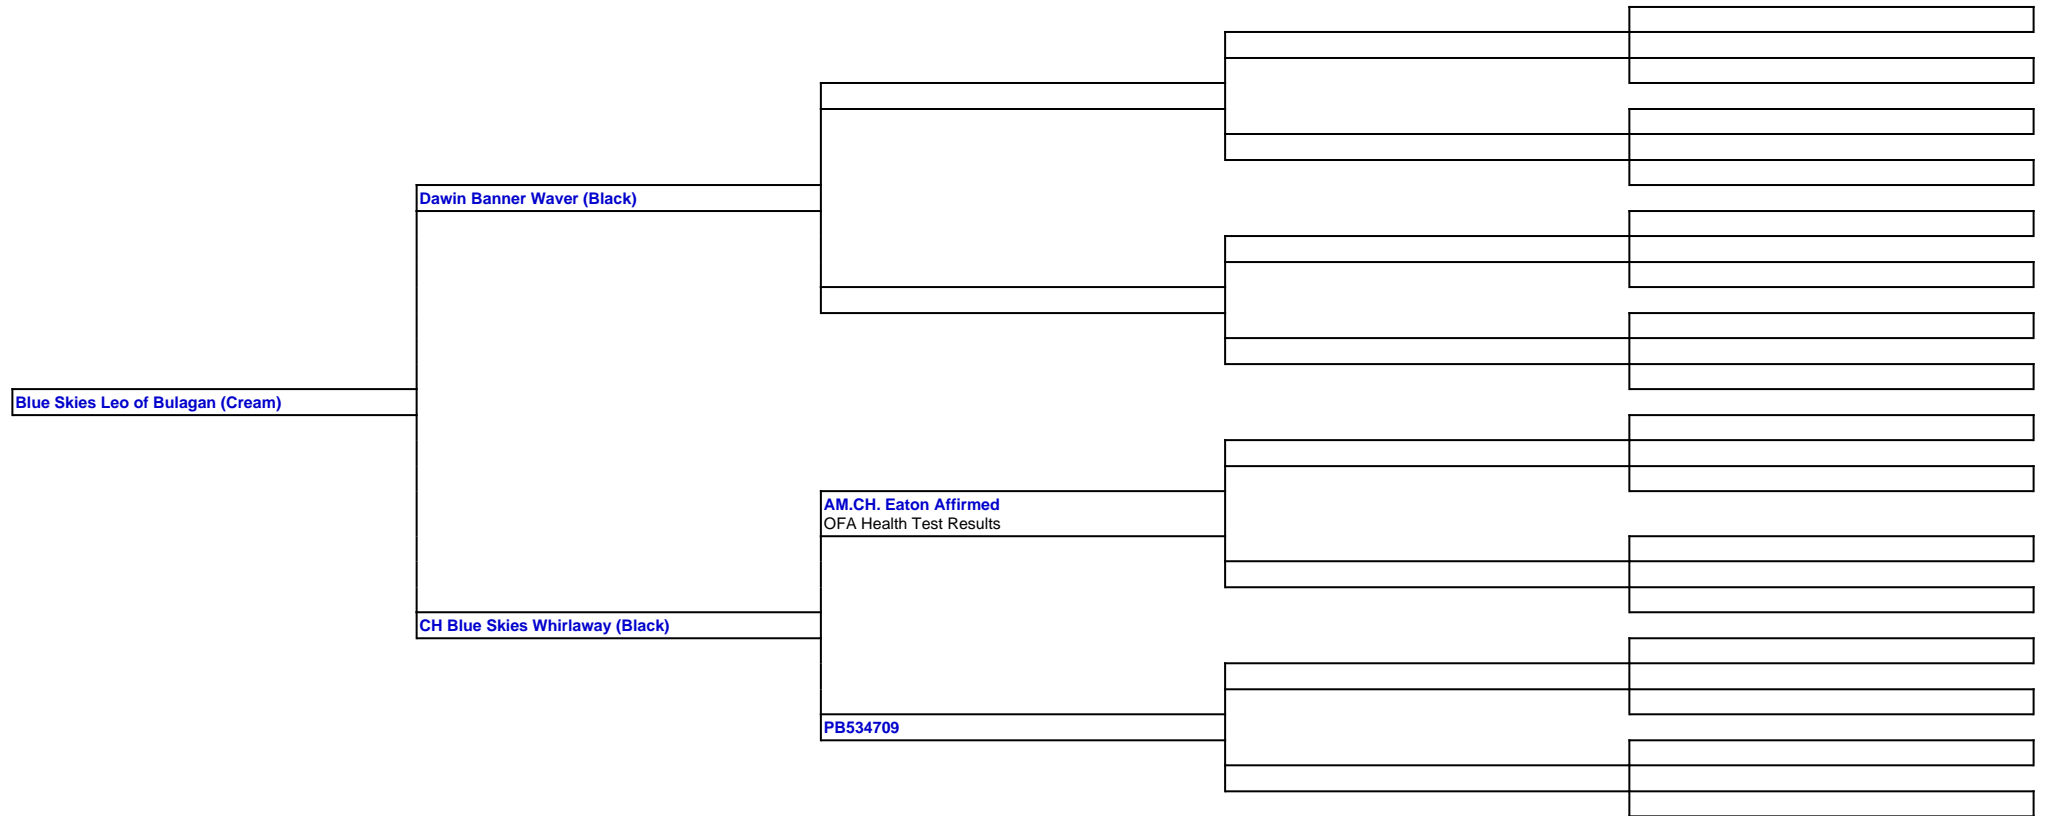 Dawin Banner Waver (Black)
Blue Skies Leo of Bulagan (Cream)
AM.CH. Eaton Affirmed
OFA Health Test Results
CH Blue Skies Whirlaway (Black)
PB534709